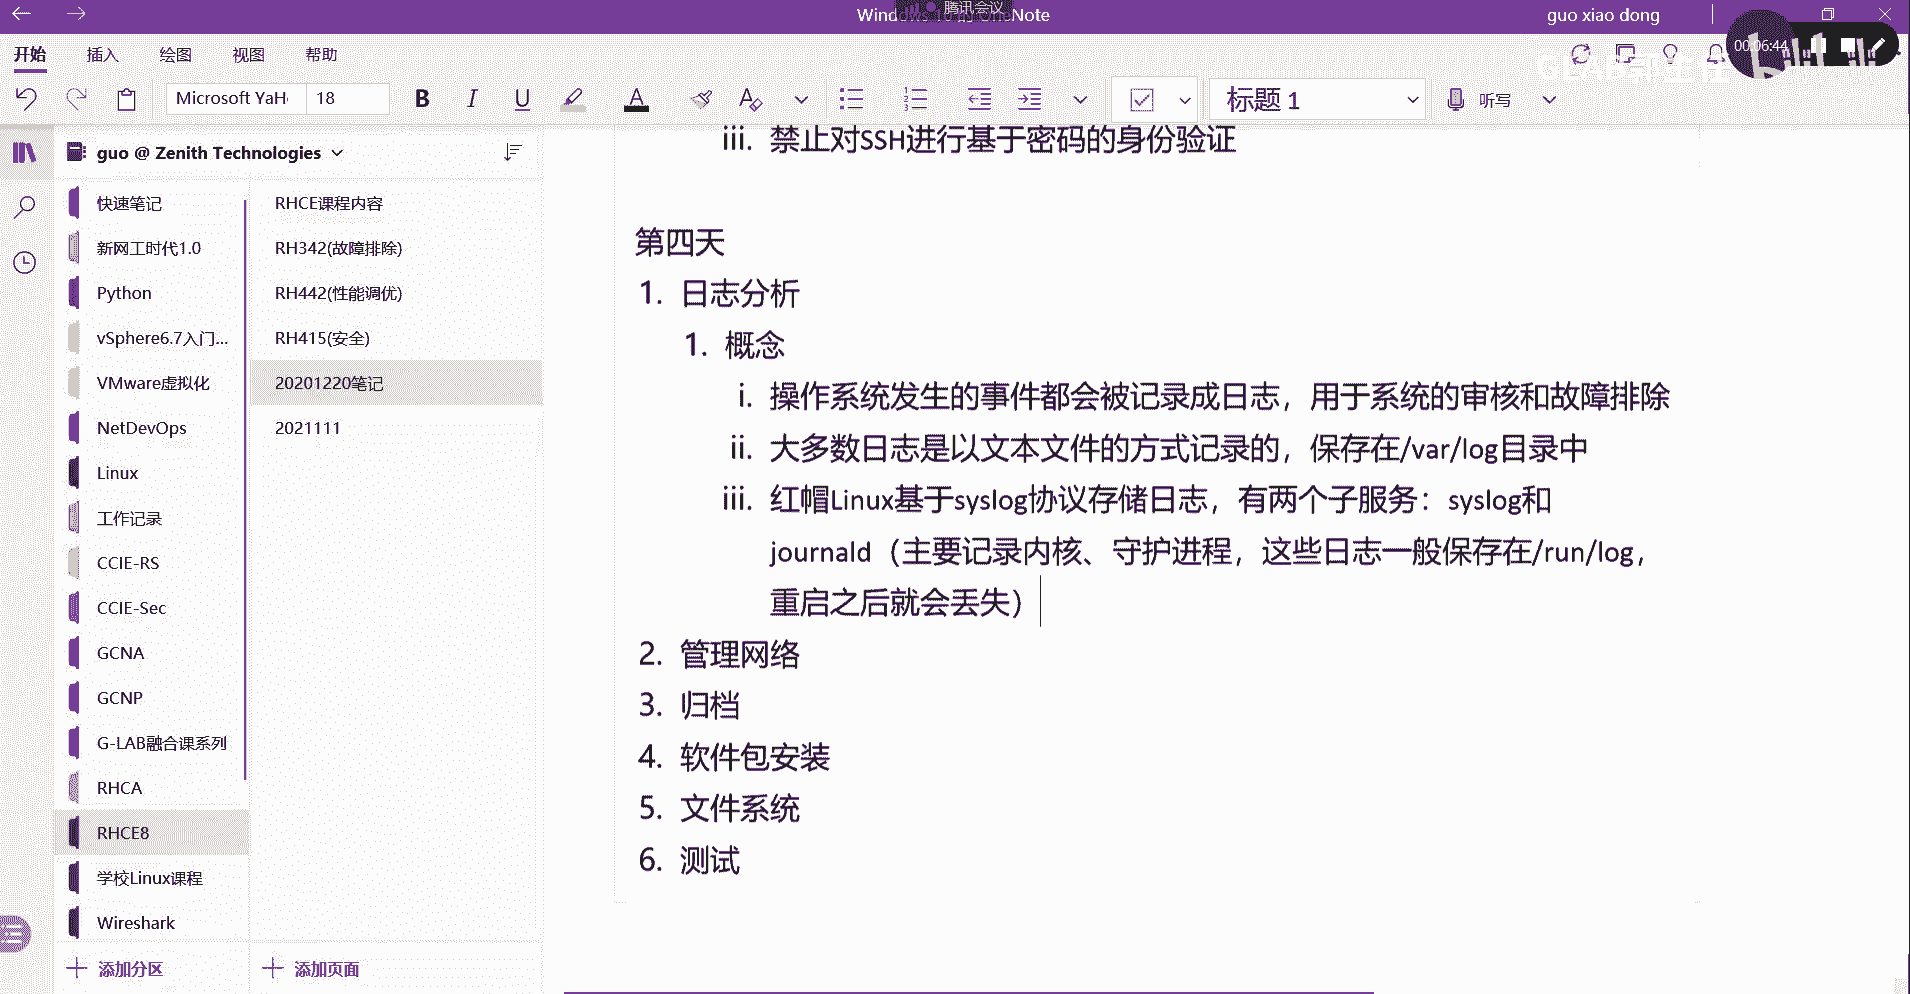 腾讯会议
guo xiao dong
00:06:44
开始 插入 绘图 视图 帮助
Microsoft YaH 18 B I U A 标题 1 听写
guo @ Zenith Technologies
快速笔记
新网工时代1.0
Python
vSphere6.7入门...
VMware虚拟化
NetDevOps
Linux
工作记录
CCIE-RS
CCIE-Sec
GCNA
GCNP
G-LAB融合课系列
RHCA
RHCE8
学校Linux课程
Wireshark
添加分区
RHCE课程内容
RH342(故障排除)
RH442(性能调优)
RH415(安全)
20201220笔记
2021111
添加页面
iii. 禁止对SSH进行基于密码的身份验证
第四天
1. 日志分析
1. 概念
i. 操作系统发生的事件都会被记录成日志，用于系统的审核和故障排除
ii. 大多数日志是以文本文件的方式记录的，保存在/var/log目录中
iii. 红帽Linux基于syslog协议存储日志，有两个子服务：syslog和
journald（主要记录内核、守护进程，这些日志一般保存在/run/log，
重启之后就会丢失）
2. 管理网络
3. 归档
4. 软件包安装
5. 文件系统
6. 测试